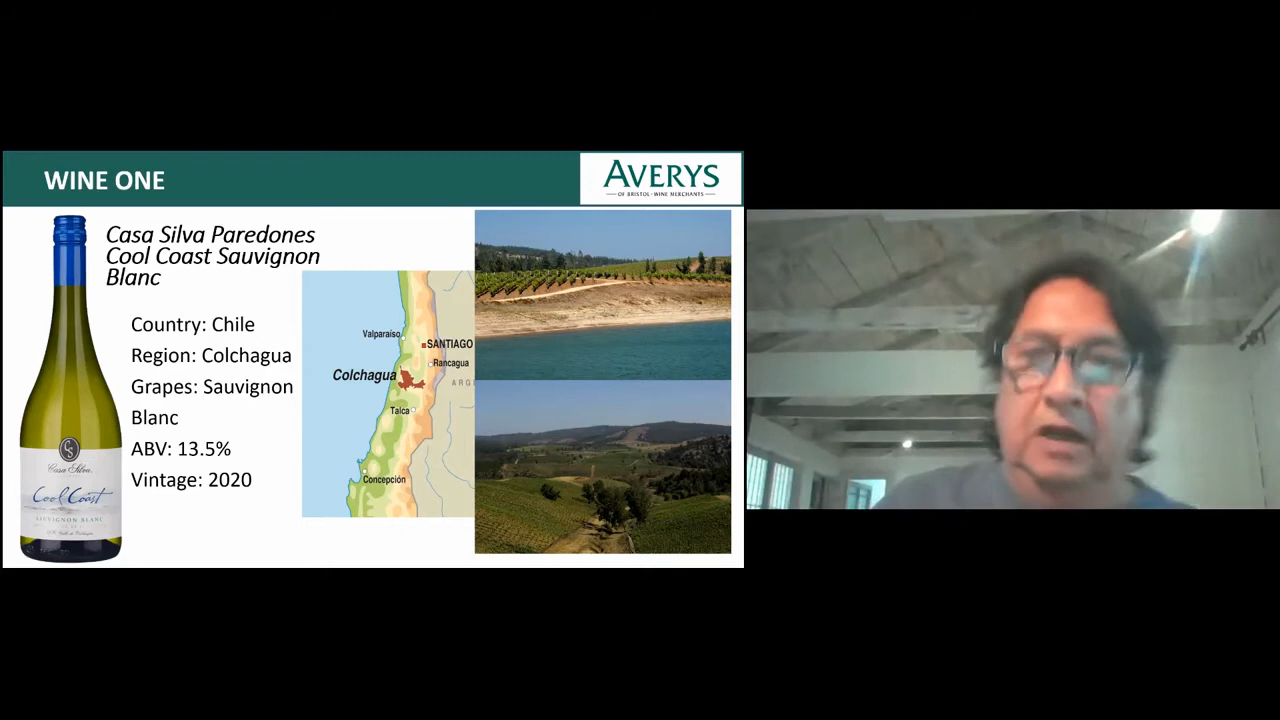 WINE ONE
AVERYS
OF BRISTOL · WINE MERCHANTS
Casa Silva Paredones
Cool Coast Sauvignon
Blanc
Country: Chile
Region: Colchagua
Grapes: Sauvignon
Blanc
ABV: 13.5%
Vintage: 2020
Valparaíso
SANTIAGO
Rancagua
Colchagua
ARG
Talca
Concepción
CS
Casa Silva
Cool Coast
SAUVIGNON BLANC